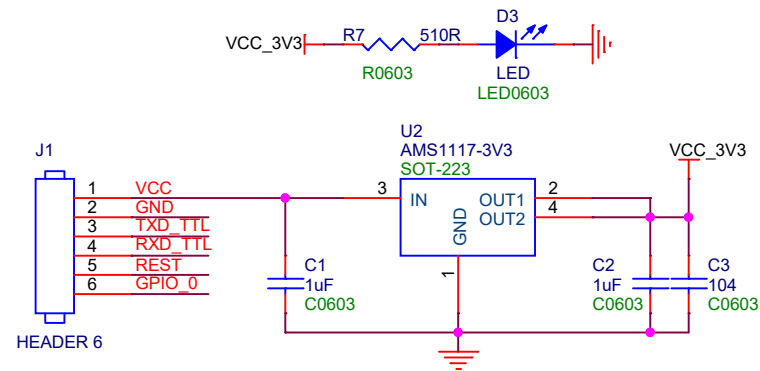 D3
VCC_3V3
R7
510R
R0603
LED
LED0603
J1
U2
AMS1117-3V3
SOT-223
VCC_3V3
1
VCC
2
GND
3
TXD_TTL
4
RXD_TTL
5
REST
6
GPIO_0
HEADER 6
3
IN
OUT1
2
OUT2
4
GND
1
C1
1uF
C0603
C2
1uF
C0603
C3
104
C0603